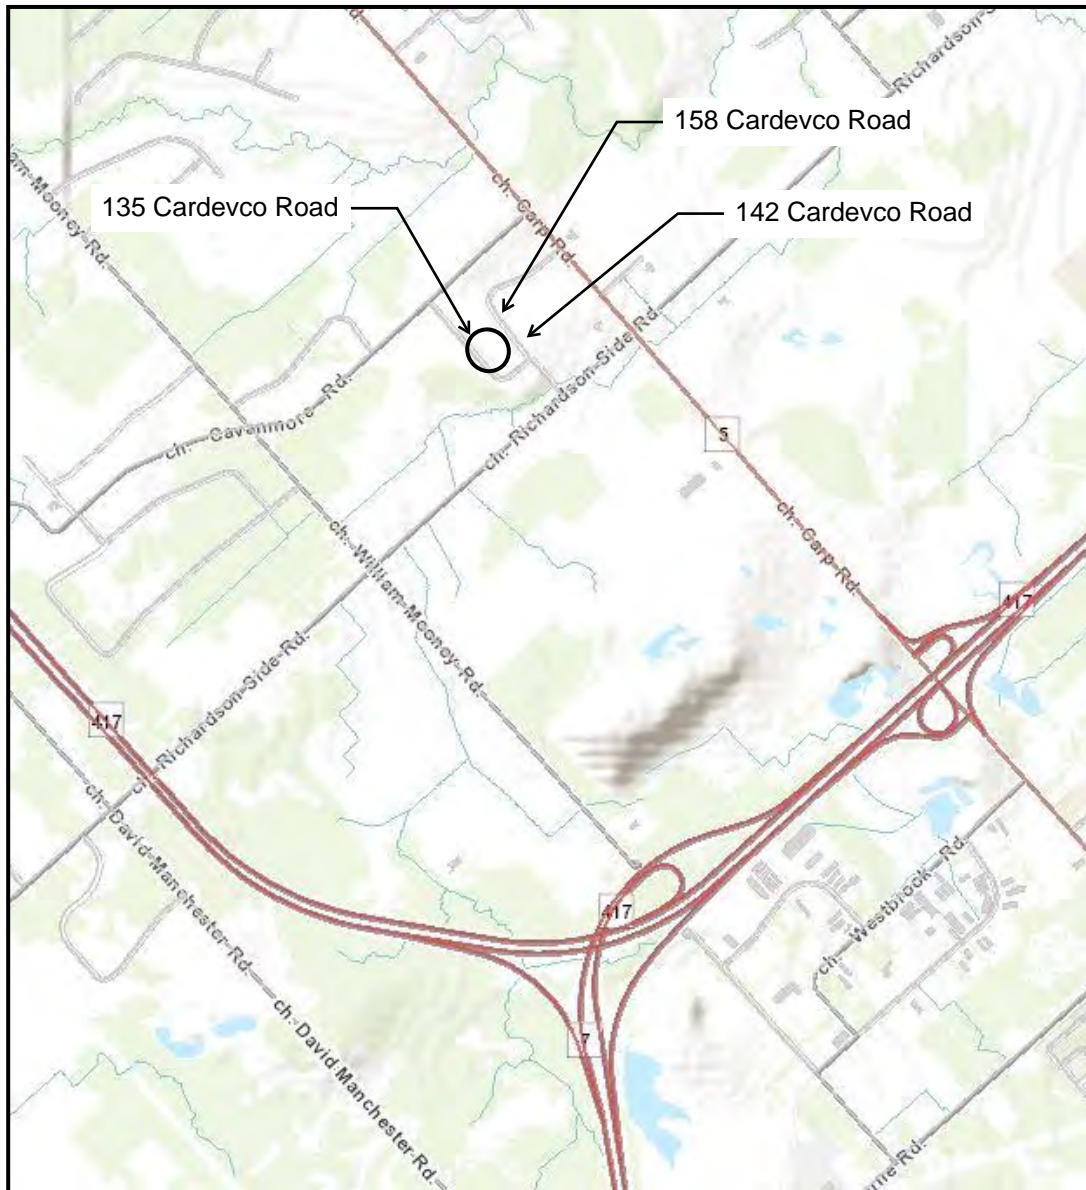 Richardson-S
158 Cardevco Road
am-Mooney-Rd.
ch.-Carp-Rd.
135 Cardevco Road
142 Cardevco Road
ch.-Cavanmore-Rd.
ch.-Richardson-Side-Rd.
5
ch.-William-Mooney-Rd.
ch.-Carp-Rd.
417
Richardson-Side-Rd.
417
ch.-David-Manchester-Rd.
ch.-Westbrook-Rd.
417
7
ch.-David-Manchester-Rd.